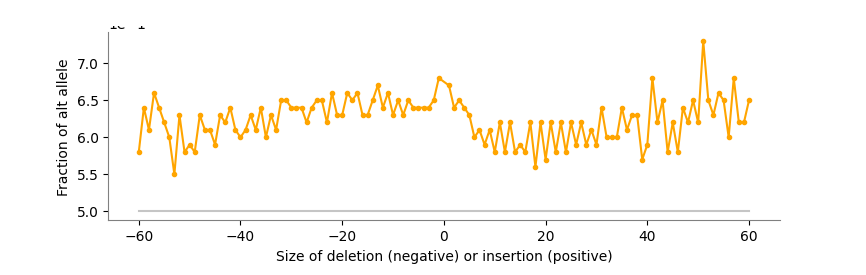 7.0
6.5
6.0
5.5
5.0
Fraction of alt allele
−60 −40 −20 0 20 40 60
Size of deletion (negative) or insertion (positive)